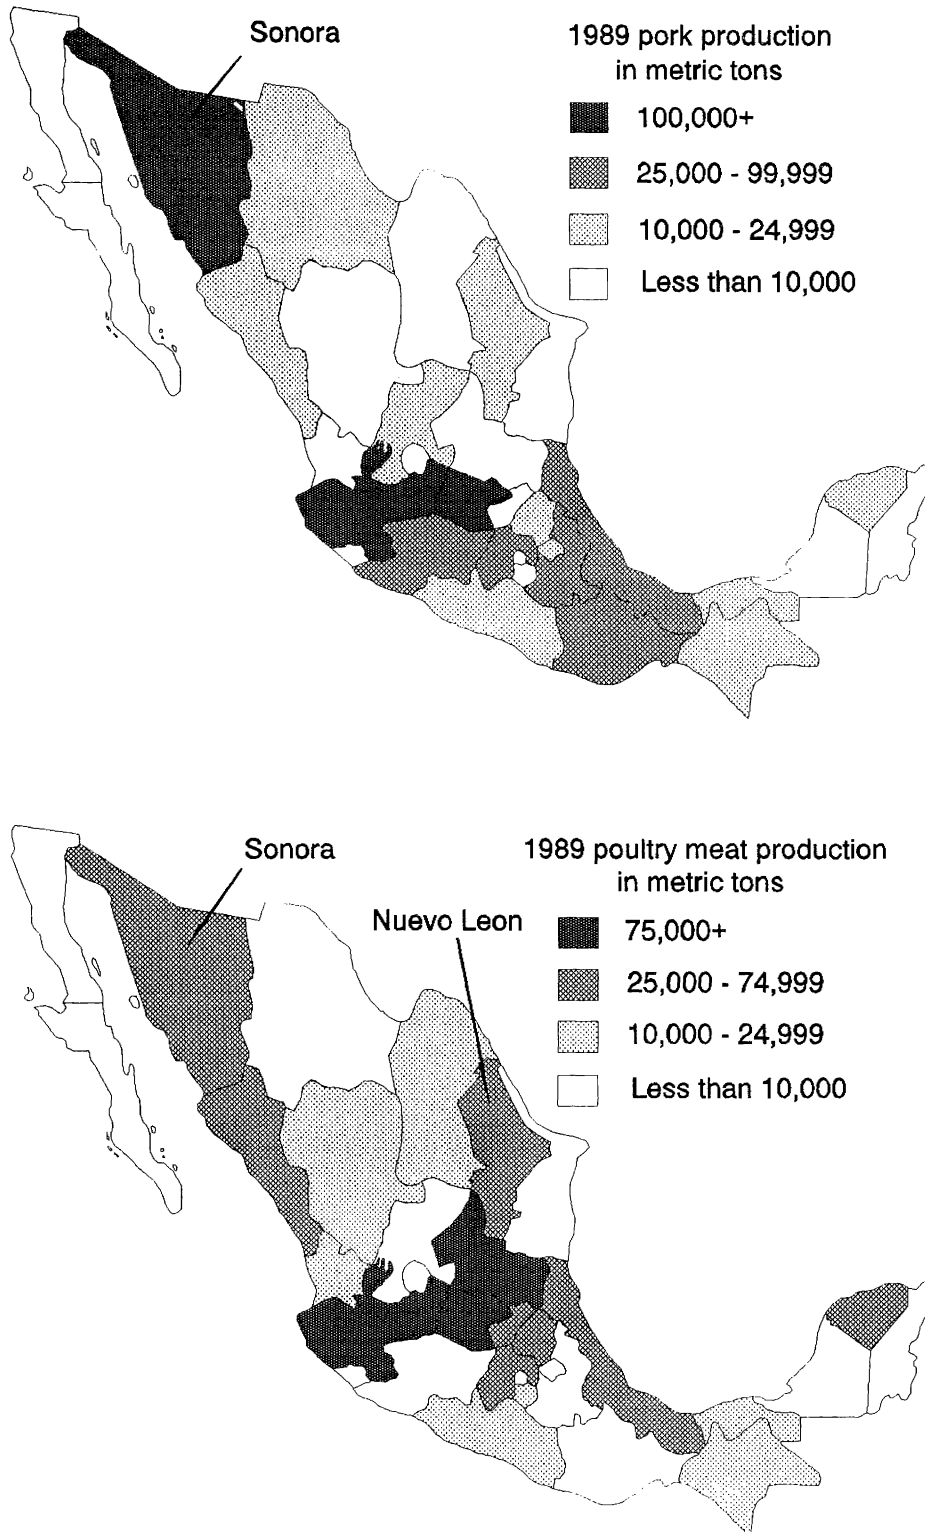 Sonora
1989 pork production
in metric tons
100,000+
25,000 - 99,999
10,000 - 24,999
Less than 10,000
Sonora
1989 poultry meat production
in metric tons
Nuevo Leon
75,000+
25,000 - 74,999
10,000 - 24,999
Less than 10,000